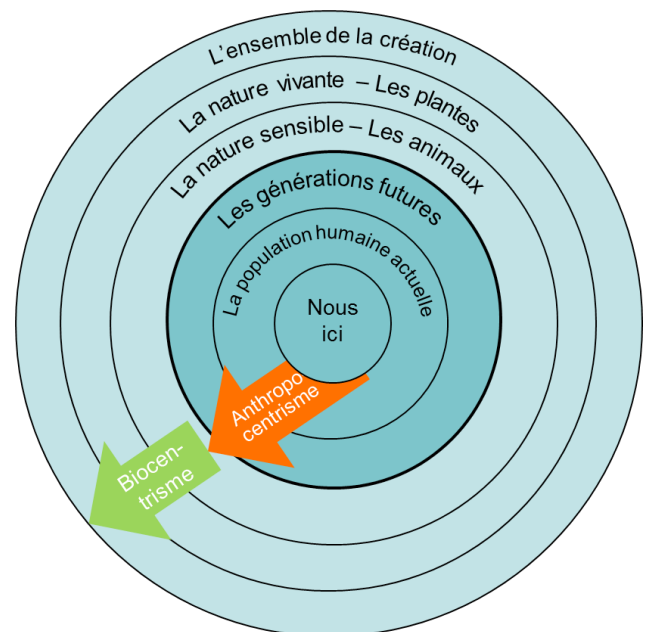 L'ensemble de la création
La nature vivante – Les plantes
La nature sensible – Les animaux
Les générations futures
La population humaine actuelle
Nous
ici
Anthropo
centrisme
Biocen-
trisme